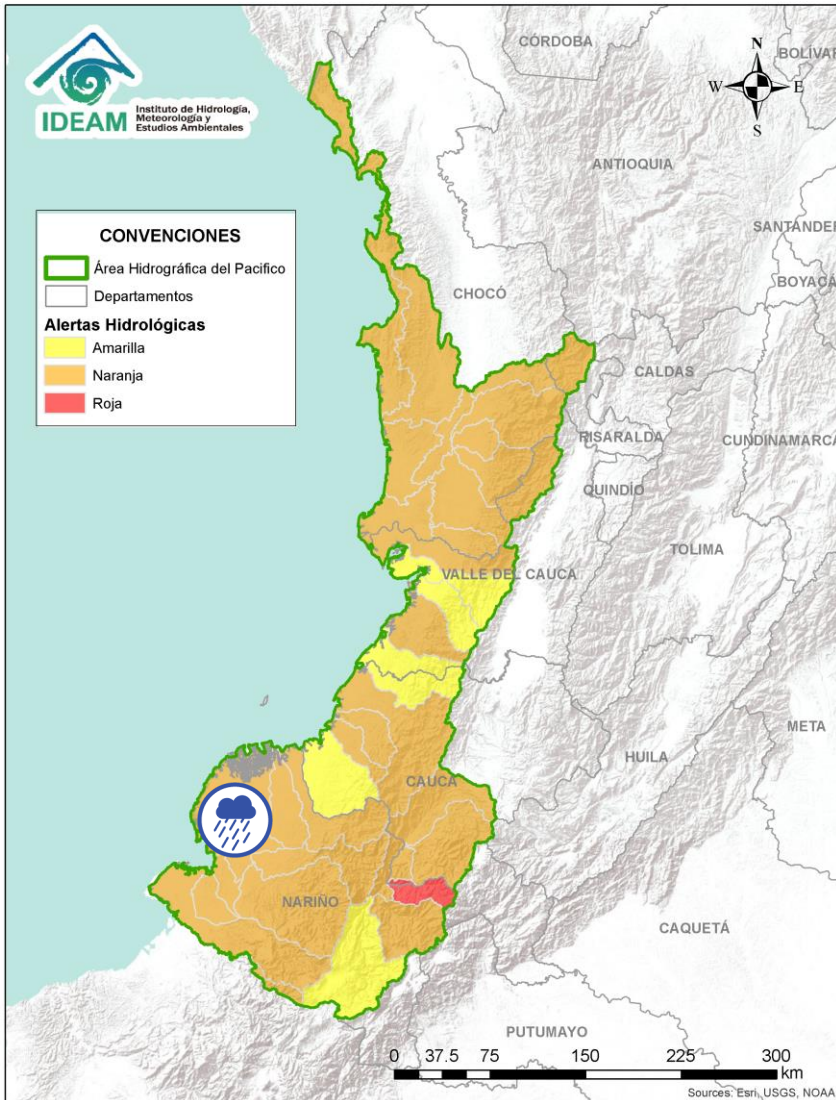 IDEAM
Instituto de Hidrología,
Meteorología y
Estudios Ambientales
CÓRDOBA
BOLÍVAR
N
W
E
S
ANTIOQUIA
SANTANDER
BOYACÁ
CONVENCIONES
Área Hidrográfica del Pacifico
Departamentos
Alertas Hidrológicas
Amarilla
Naranja
Roja
CHOCÓ
CALDAS
RISARALDA
CUNDINAMARCA
QUINDÍO
TOLIMA
VALLE DEL CAUCA
META
HUILA
CAUCA
NARIÑO
CAQUETÁ
PUTUMAYO
0 37.5 75 150 225 300
km
Sources: Esri, USGS, NOAA